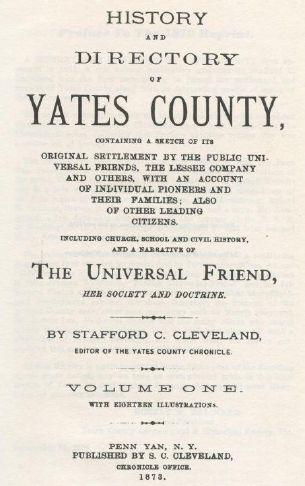 HISTORY
AND
DIRECTORY
OF
YATES COUNTY,
CONTAINING A SKETCH OF ITS
ORIGINAL SETTLEMENT BY THE PUBLIC UNI-
VERSAL FRIENDS, THE LESSEE COMPANY
AND OTHERS, WITH AN ACCOUNT
OF INDIVIDUAL PIONEERS AND
THEIR FAMILIES; ALSO
OF OTHER LEADING
CITIZENS.
INCLUDING CHURCH, SCHOOL AND CIVIL HISTORY,
AND A NARRATIVE OF
THE UNIVERSAL FRIEND,
HER SOCIETY AND DOCTRINE.
BY STAFFORD C. CLEVELAND,
EDITOR OF THE YATES COUNTY CHRONICLE.
VOLUME ONE.
WITH EIGHTEEN ILLUSTRATIONS.
PENN YAN, N. Y.
PUBLISHED BY S. C. CLEVELAND,
CHRONICLE OFFICE.
1873.